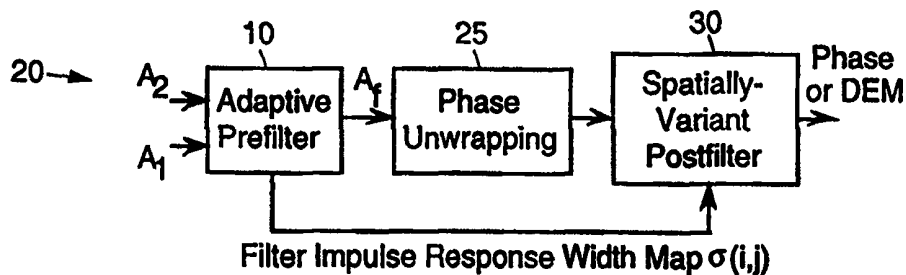 20
10
25
30
A2
A1
Adaptive
Prefilter
Af
Phase
Unwrapping
Spatially-
Variant
Postfilter
Phase
or DEM
Filter Impulse Response Width Map σ(i,j)